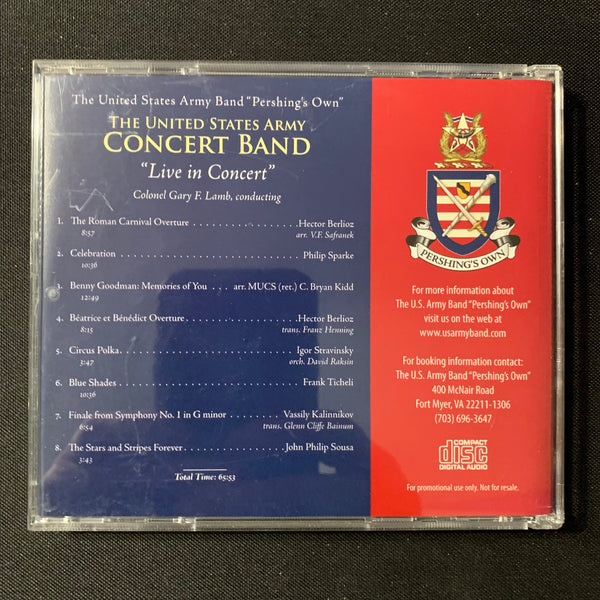 The United States Army Band "Pershing's Own"
The United States Army
Concert Band
"Live in Concert"
Colonel Gary F. Lamb, conducting
1. The Roman Carnival Overture . . . . . . . . . . . . . . . . . . .Hector Berlioz
8:57 arr. V.F. Safranek
2. Celebration . . . . . . . . . . . . . . . . . . . . . . . . . . . . . . . . . Philip Sparke
10:36
3. Benny Goodman: Memories of You . . . arr. MUCS (ret.) C. Bryan Kidd
12:49
4. Béatrice et Bénédict Overture. . . . . . . . . . . . . . . . . . . .Hector Berlioz
8:15 trans. Franz Henning
5. Circus Polka. . . . . . . . . . . . . . . . . . . . . . . . . . . . . . . Igor Stravinsky
3:47 orch. David Raksin
6. Blue Shades . . . . . . . . . . . . . . . . . . . . . . . . . . . . . . . . Frank Ticheli
10:36
7. Finale from Symphony No. 1 in G minor . . . . . . . . Vassily Kalinnikov
6:54 trans. Glenn Cliffe Bainum
8. The Stars and Stripes Forever. . . . . . . . . . . . . . . . . .John Philip Sousa
3:43
Total Time: 65:53
PERSHING'S OWN
For more information about
The U.S. Army Band "Pershing's Own"
visit us on the web at
www.usarmyband.com
For booking information contact:
The U.S. Army Band "Pershing's Own"
400 McNair Road
Fort Myer, VA 22211-1306
(703) 696-3647
COMPACT
disc
DIGITAL AUDIO
For promotional use only. Not for resale.